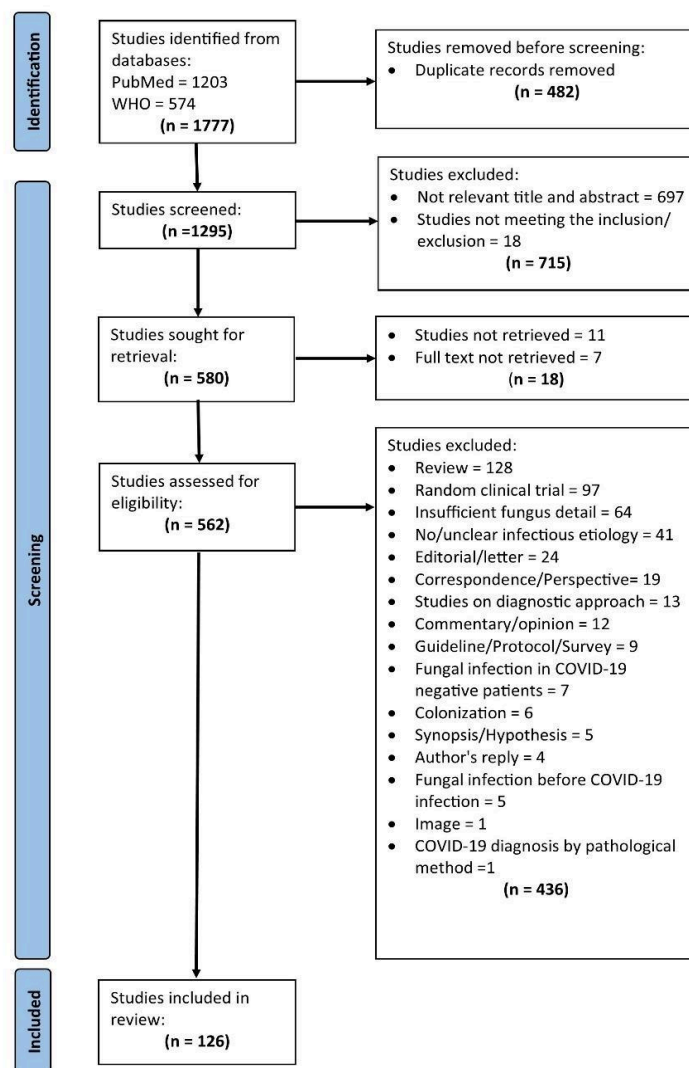 Identification
Studies identified from
databases:
PubMed = 1203
WHO = 574
(n = 1777)
Studies removed before screening:
• Duplicate records removed
(n = 482)
Screening
Studies screened:
(n =1295)
Studies excluded:
• Not relevant title and abstract = 697
• Studies not meeting the inclusion/
exclusion = 18
(n = 715)
Studies sought for
retrieval:
(n = 580)
• Studies not retrieved = 11
• Full text not retrieved = 7
(n = 18)
Studies assessed for
eligibility:
(n = 562)
Studies excluded:
• Review = 128
• Random clinical trial = 97
• Insufficient fungus detail = 64
• No/unclear infectious etiology = 41
• Editorial/letter = 24
• Correspondence/Perspective= 19
• Studies on diagnostic approach = 13
• Commentary/opinion = 12
• Guideline/Protocol/Survey = 9
• Fungal infection in COVID-19
negative patients = 7
• Colonization = 6
• Synopsis/Hypothesis = 5
• Author's reply = 4
• Fungal infection before COVID-19
infection = 5
• Image = 1
• COVID-19 diagnosis by pathological
method =1
(n = 436)
Included
Studies included in
review:
(n = 126)